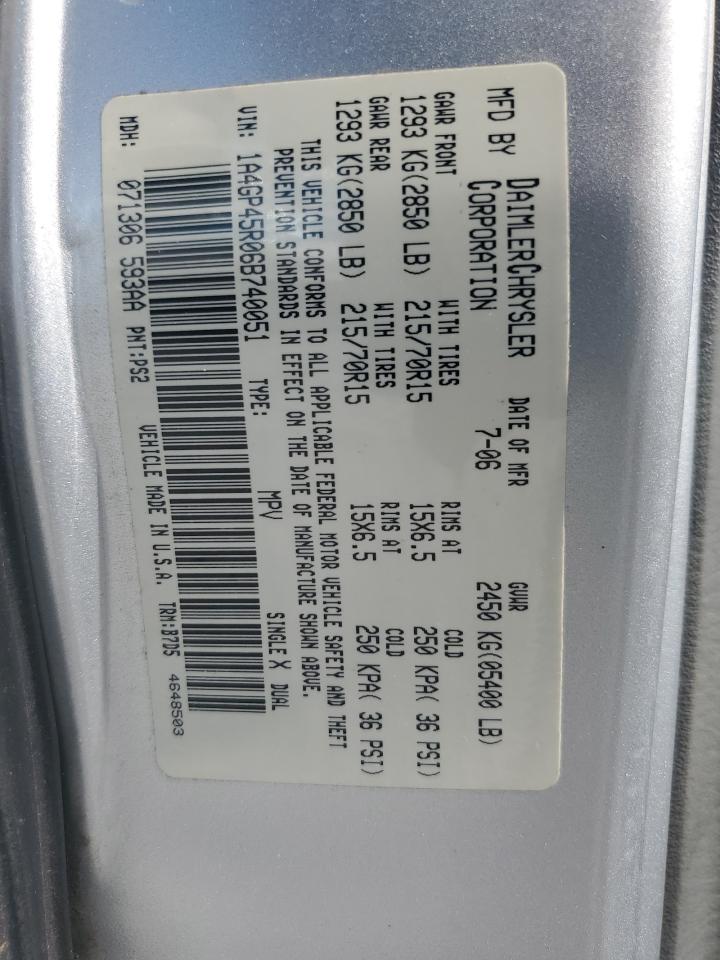 MFD BY DAIMLERCHRYSLER CORPORATION DATE OF MFR 7-06 GVWR 2450 KG(05400 LB)
GAWR FRONT WITH TIRES RIMS AT COLD
1293 KG(2850 LB) 215/70R15 15X6.5 250 KPA( 36 PSI)
GAWR REAR WITH TIRES RIMS AT COLD
1293 KG(2850 LB) 215/70R15 15X6.5 250 KPA( 36 PSI)
THIS VEHICLE CONFORMS TO ALL APPLICABLE FEDERAL MOTOR VEHICLE SAFETY AND THEFT
PREVENTION STANDARDS IN EFFECT ON THE DATE OF MANUFACTURE SHOWN ABOVE.
VIN: 1A4GP45R06B740051 TYPE: MPV SINGLE X DUAL
MDH: 071306 593AA PNT:PS2 VEHICLE MADE IN U.S.A. TRM:B7D5 4648503